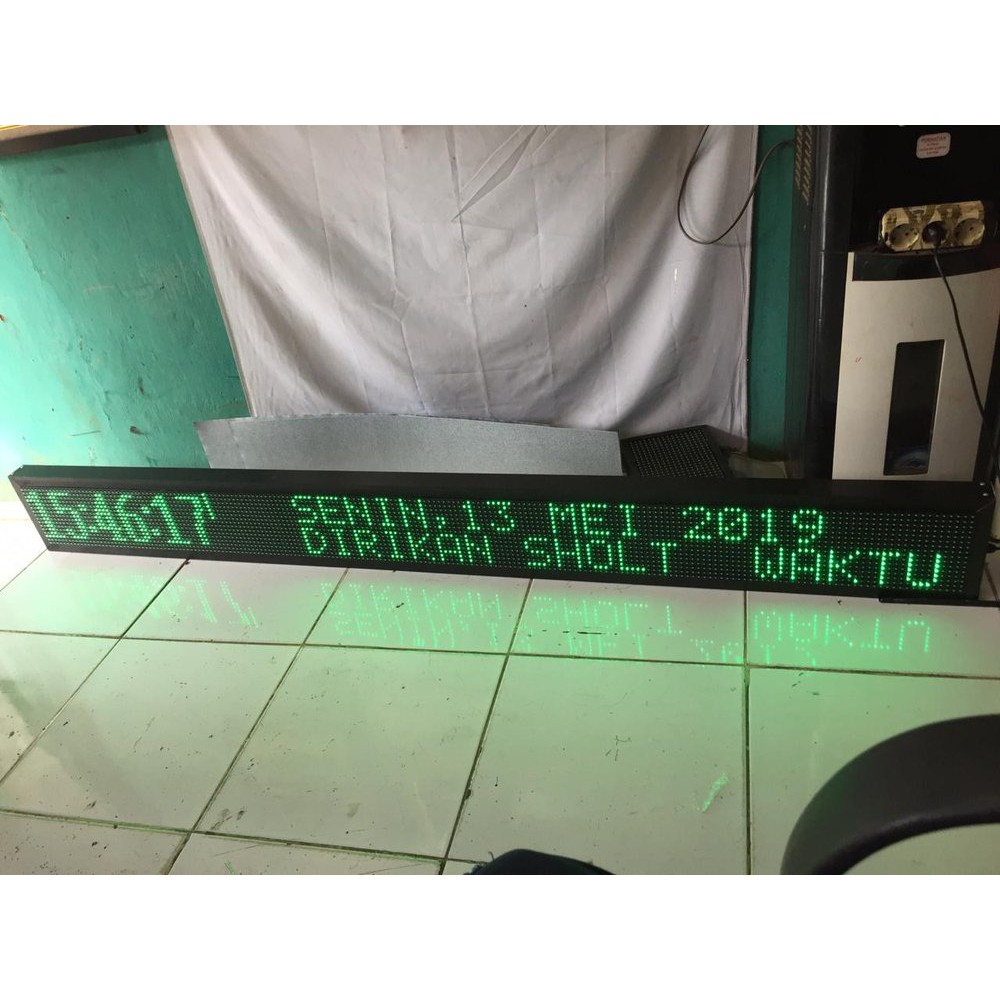 15:46:17
SENIN,13 MEI 2019
DIRIKAN SHOLT WAKTU